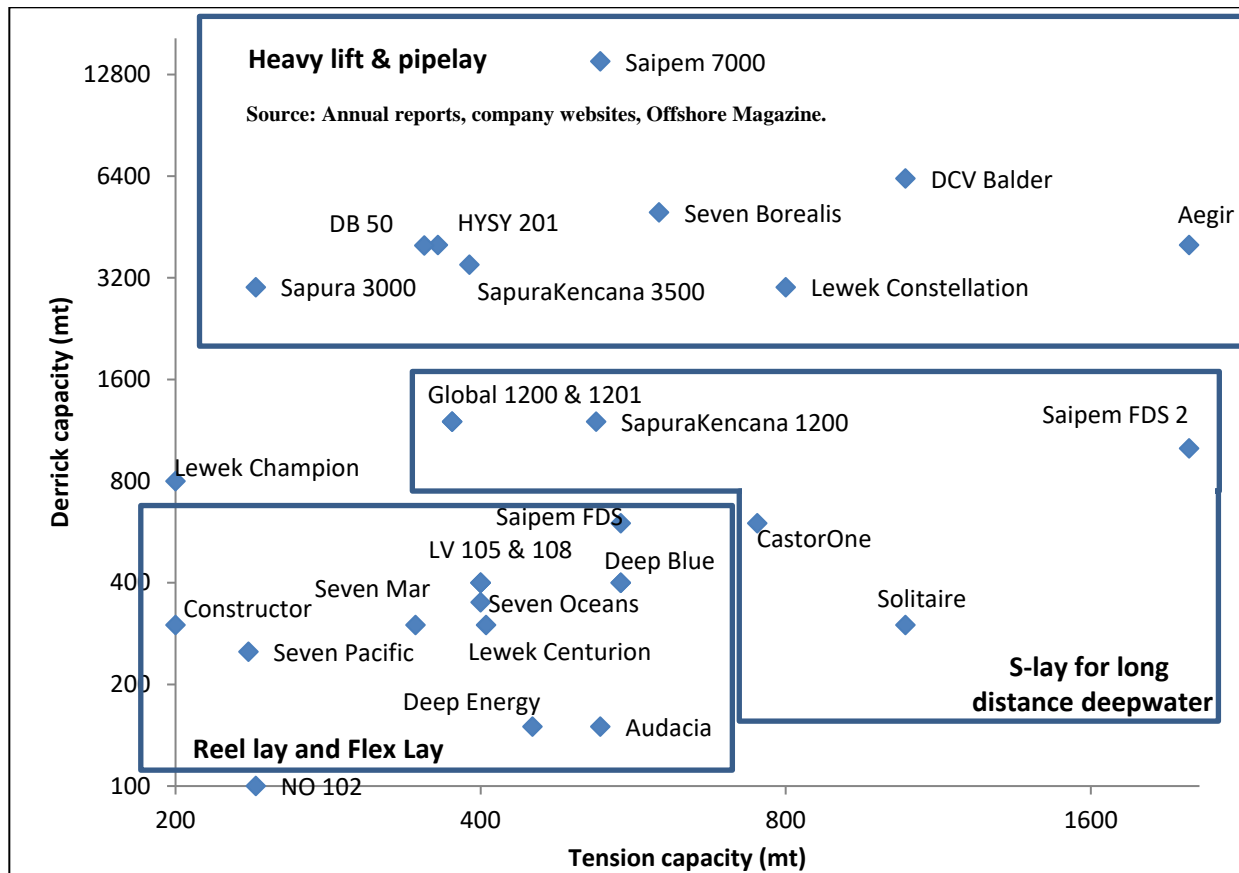 Heavy lift & pipelay
Saipem 7000
12800
Source: Annual reports, company websites, Offshore Magazine.
6400
DCV Balder
DB 50
HYSY 201
Seven Borealis
Aegir
3200
Sapura 3000
SapuraKencana 3500
Lewek Constellation
Derrick capacity (mt)
1600
Global 1200 & 1201
SapuraKencana 1200
Saipem FDS 2
Lewek Champion
800
Saipem FDS
CastorOne
LV 105 & 108
Deep Blue
400
Seven Mar
Constructor
Seven Oceans
Solitaire
Seven Pacific
Lewek Centurion
S-lay for long
distance deepwater
200
Deep Energy
Audacia
Reel lay and Flex Lay
100
NO 102
200
400
800
1600
Tension capacity (mt)